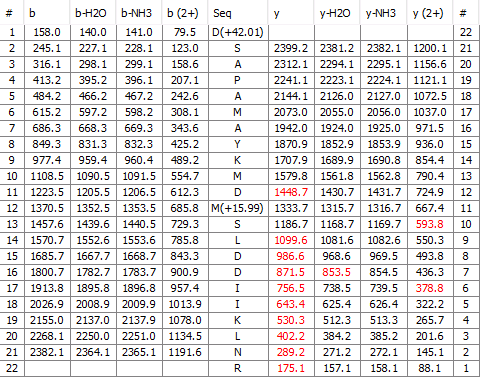 # b b-H2O b-NH3 b (2+) Seq y y-H2O y-NH3 y (2+) #
1 158.0 140.0 141.0 79.5 D(+42.01) 22
2 245.1 227.1 228.1 123.0 S 2399.2 2381.2 2382.1 1200.1 21
3 316.1 298.1 299.1 158.6 A 2312.1 2294.1 2295.1 1156.6 20
4 413.2 395.2 396.1 207.1 P 2241.1 2223.1 2224.1 1121.1 19
5 484.2 466.2 467.2 242.6 A 2144.1 2126.0 2127.0 1072.5 18
6 615.2 597.2 598.2 308.1 M 2073.0 2055.0 2056.0 1037.0 17
7 686.3 668.3 669.3 343.6 A 1942.0 1924.0 1925.0 971.5 16
8 849.3 831.3 832.3 425.2 Y 1870.9 1852.9 1853.9 936.0 15
9 977.4 959.4 960.4 489.2 K 1707.9 1689.9 1690.8 854.4 14
10 1108.5 1090.5 1091.5 554.7 M 1579.8 1561.8 1562.8 790.4 13
11 1223.5 1205.5 1206.5 612.3 D 1448.7 1430.7 1431.7 724.9 12
12 1370.5 1352.5 1353.5 685.8 M(+15.99) 1333.7 1315.7 1316.7 667.4 11
13 1457.6 1439.6 1440.5 729.3 S 1186.7 1168.7 1169.7 593.8 10
14 1570.7 1552.6 1553.6 785.8 L 1099.6 1081.6 1082.6 550.3 9
15 1685.7 1667.7 1668.7 843.3 D 986.6 968.6 969.5 493.8 8
16 1800.7 1782.7 1783.7 900.9 D 871.5 853.5 854.5 436.3 7
17 1913.8 1895.8 1896.8 957.4 I 756.5 738.5 739.5 378.8 6
18 2026.9 2008.9 2009.9 1013.9 I 643.4 625.4 626.4 322.2 5
19 2155.0 2137.0 2137.9 1078.0 K 530.3 512.3 513.3 265.7 4
20 2268.1 2250.0 2251.0 1134.5 L 402.2 384.2 385.2 201.6 3
21 2382.1 2364.1 2365.1 1191.6 N 289.2 271.2 272.1 145.1 2
22 R 175.1 157.1 158.1 88.1 1